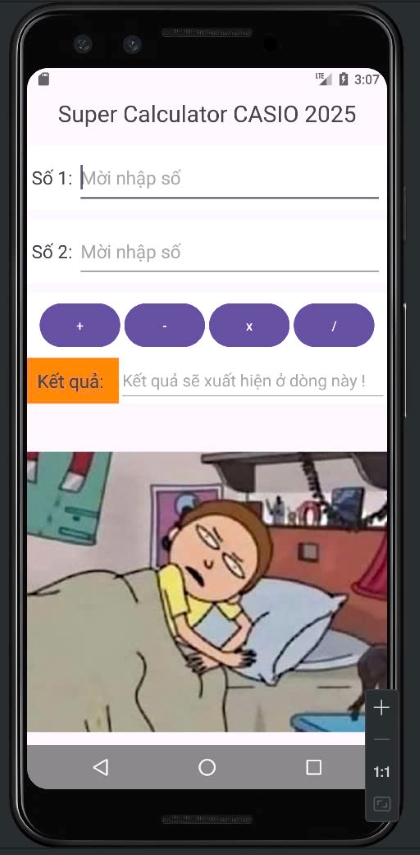 LTE 3:07
Super Calculator CASIO 2025
Số 1: Mời nhập số
Số 2: Mời nhập số
+ - x /
Kết quả: Kết quả sẽ xuất hiện ở dòng này !
1:1